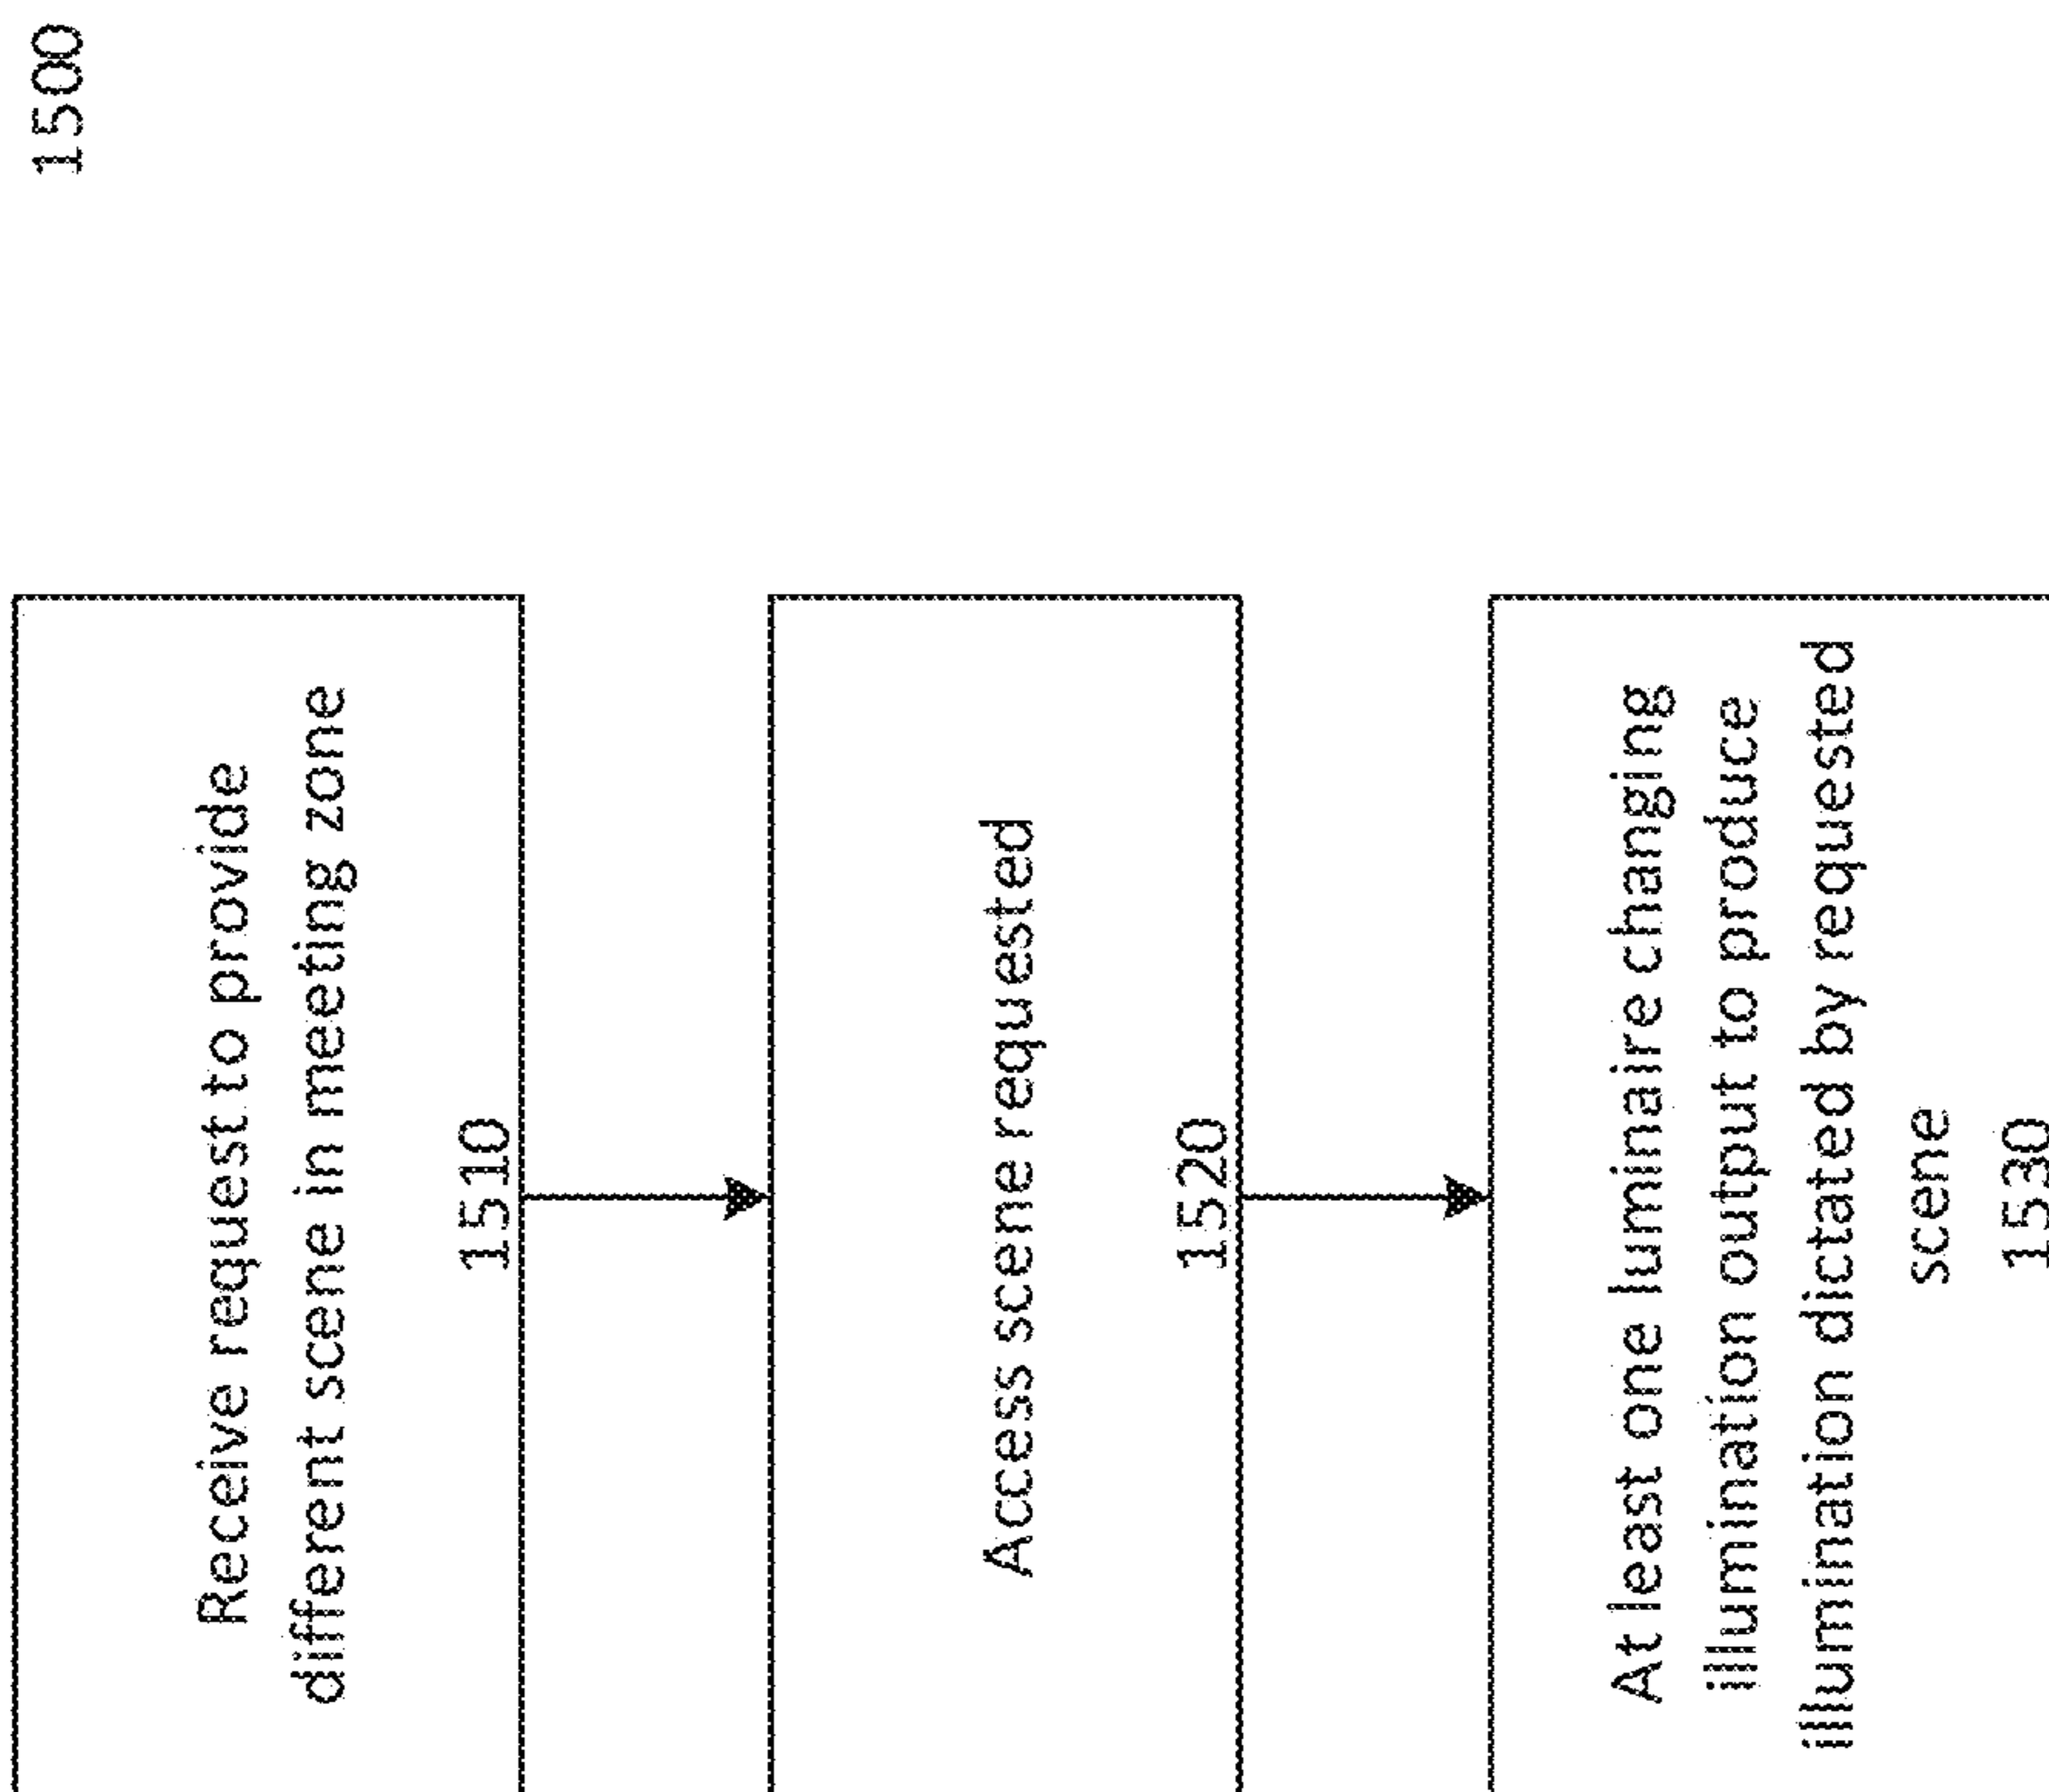 1500
Receive request to provide
different scene in meeting zone
1510
Access scene requested
1520
At least one luminaire changing
illumination output to produce
illumination dictated by requested
scene
1530